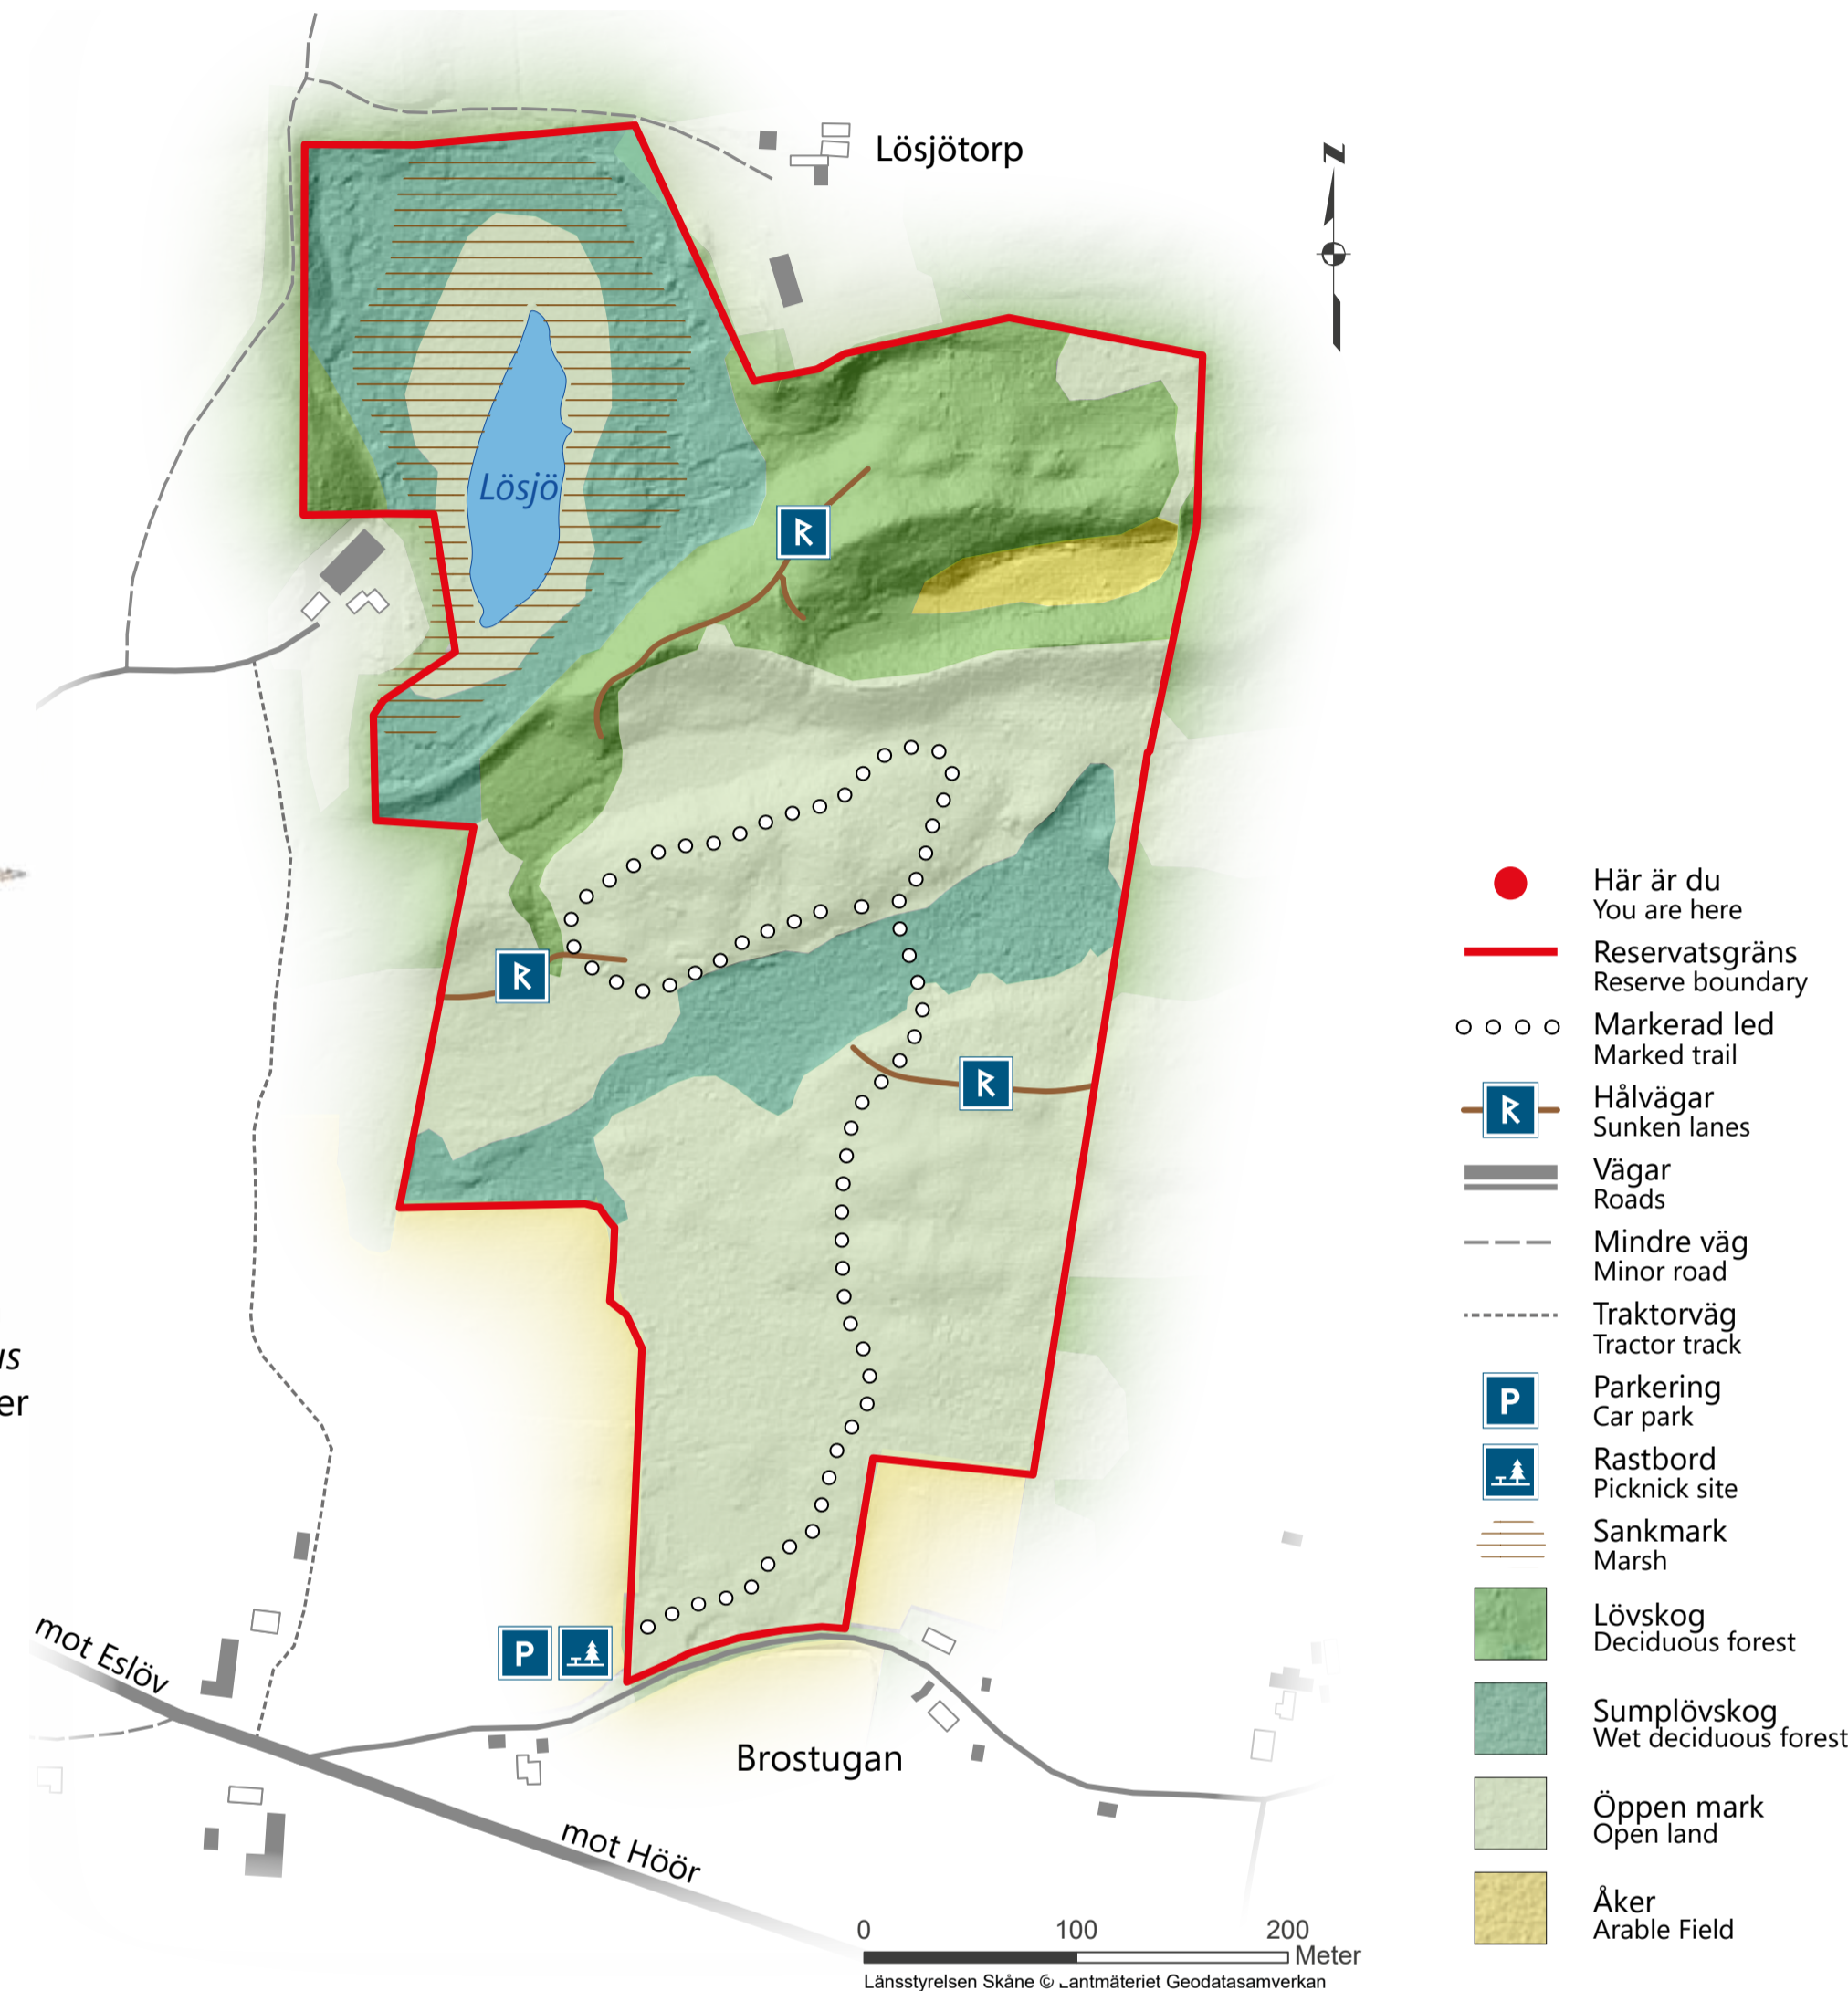 Lösjötorp
N
Lösjö
R
R
R
us
er
mot Eslöv
P
Brostugan
mot Höör
0 100 200
Meter
Länsstyrelsen Skåne © Lantmäteriet Geodatasamverkan
Här är du
You are here
Reservatsgräns
Reserve boundary
Markerad led
Marked trail
R
Hålvägar
Sunken lanes
Vägar
Roads
Mindre väg
Minor road
Traktorväg
Tractor track
P
Parkering
Car park
Rastbord
Picknick site
Sankmark
Marsh
Lövskog
Deciduous forest
Sumplövskog
Wet deciduous forest
Öppen mark
Open land
Åker
Arable Field